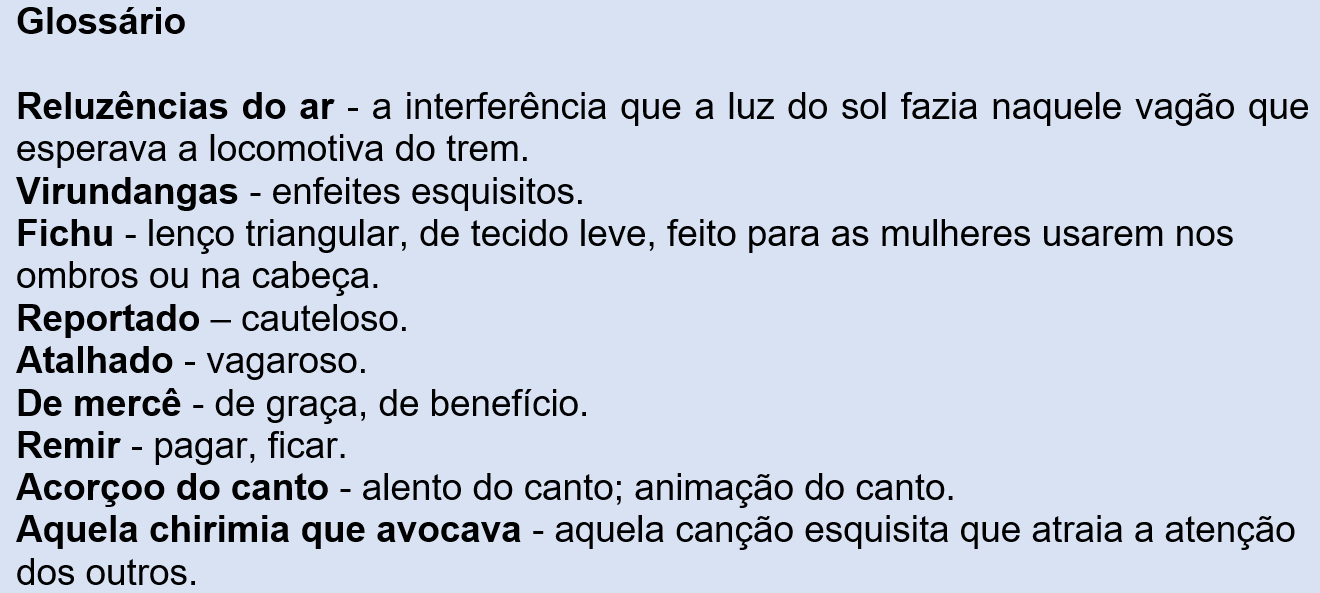 Glossário
Reluzências do ar - a interferência que a luz do sol fazia naquele vagão que
esperava a locomotiva do trem.
Virundangas - enfeites esquisitos.
Fichu - lenço triangular, de tecido leve, feito para as mulheres usarem nos
ombros ou na cabeça.
Reportado – cauteloso.
Atalhado - vagaroso.
De mercê - de graça, de benefício.
Remir - pagar, ficar.
Acorçoo do canto - alento do canto; animação do canto.
Aquela chirimia que avocava - aquela canção esquisita que atraia a atenção
dos outros.